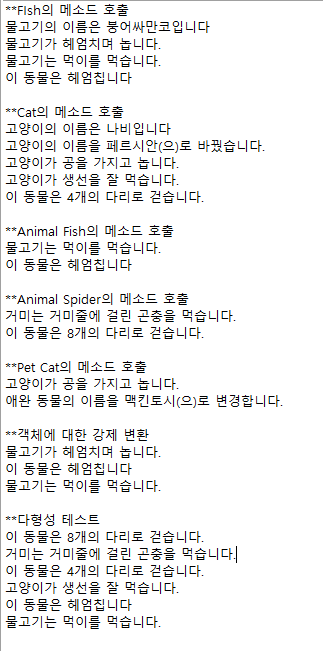 **FIsh의 메소드 호출
물고기의 이름은 붕어싸만코입니다
물고기가 헤엄치며 놉니다.
물고기는 먹이를 먹습니다.
이 동물은 헤엄칩니다
**Cat의 메소드 호출
고양이의 이름은 나비입니다
고양이의 이름을 페르시안(으)로 바꿨습니다.
고양이가 공을 가지고 놉니다.
고양이가 생선을 잘 먹습니다.
이 동물은 4개의 다리로 걷습니다.
**Animal Fish의 메소드 호출
물고기는 먹이를 먹습니다.
이 동물은 헤엄칩니다
**Animal Spider의 메소드 호출
거미는 거미줄에 걸린 곤충을 먹습니다.
이 동물은 8개의 다리로 걷습니다.
**Pet Cat의 메소드 호출
고양이가 공을 가지고 놉니다.
애완 동물의 이름을 맥킨토시(으)로 변경합니다.
**객체에 대한 강제 변환
물고기가 헤엄치며 놉니다.
이 동물은 헤엄칩니다
물고기는 먹이를 먹습니다.
**다형성 테스트
이 동물은 8개의 다리로 걷습니다.
거미는 거미줄에 걸린 곤충을 먹습니다.
이 동물은 4개의 다리로 걷습니다.
고양이가 생선을 잘 먹습니다.
이 동물은 헤엄칩니다
물고기는 먹이를 먹습니다.